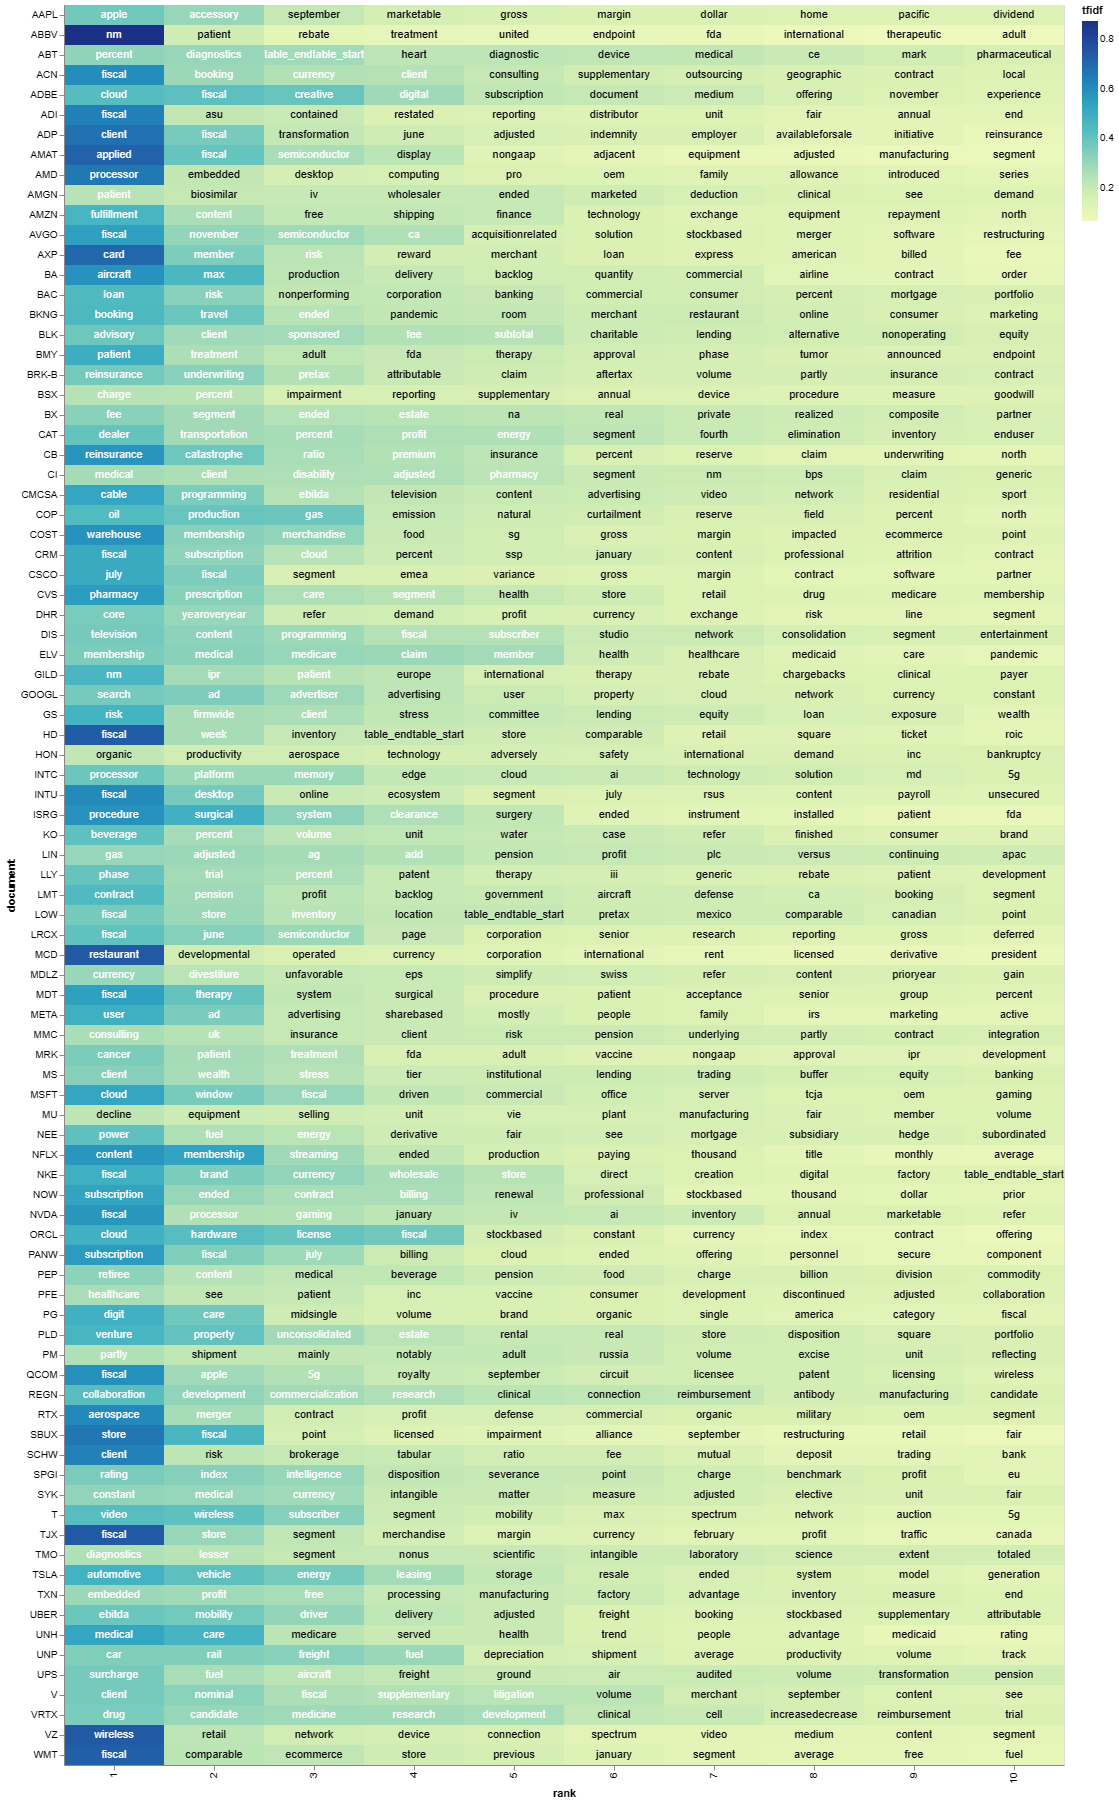 tfidf
0.8
0.6
0.4
0.2
AAPL apple accessory september marketable gross margin dollar home pacific dividend
ABBV nm patient rebate treatment united endpoint fda international therapeutic adult
ABT percent diagnostics table_endtable_start heart diagnostic device medical ce mark pharmaceutical
ACN fiscal booking currency client consulting supplementary outsourcing geographic contract local
ADBE cloud fiscal creative digital subscription document medium offering november experience
ADI fiscal asu contained restated reporting distributor unit fair annual end
ADP client fiscal transformation june adjusted indemnity employer availableforsale initiative reinsurance
AMAT applied fiscal semiconductor display nongaap adjacent equipment adjusted manufacturing segment
AMD processor embedded desktop computing pro oem family allowance introduced series
AMGN patient biosimilar iv wholesaler ended marketed deduction clinical see demand
AMZN fulfillment content free shipping finance technology exchange equipment repayment north
AVGO fiscal november semiconductor ca acquisitionrelated solution stockbased merger software restructuring
AXP card member risk reward merchant loan express american billed fee
BA aircraft max production delivery backlog quantity commercial airline contract order
BAC loan risk nonperforming corporation banking commercial consumer percent mortgage portfolio
BKNG booking travel ended pandemic room merchant restaurant online consumer marketing
BLK advisory client sponsored fee subtotal charitable lending alternative nonoperating equity
BMY patient treatment adult fda therapy approval phase tumor announced endpoint
BRK-B reinsurance underwriting pretax attributable claim aftertax volume partly insurance contract
BSX charge percent impairment reporting supplementary annual device procedure measure goodwill
BX fee segment ended estate na real private realized composite partner
CAT dealer transportation percent profit energy segment fourth elimination inventory enduser
CB reinsurance catastrophe ratio premium insurance percent reserve claim underwriting north
CI medical client disability adjusted pharmacy segment nm bps claim generic
CMCSA cable programming ebitda television content advertising video network residential sport
COP oil production gas emission natural curtailment reserve field percent north
COST warehouse membership merchandise food sg gross margin impacted ecommerce point
CRM fiscal subscription cloud percent ssp january content professional attrition contract
CSCO july fiscal segment emea variance gross margin contract software partner
CVS pharmacy prescription care segment health store retail drug medicare membership
DHR core yearoveryear refer demand profit currency exchange risk line segment
DIS television content programming fiscal subscriber studio network consolidation segment entertainment
ELV membership medical medicare claim member health healthcare medicaid care pandemic
GILD nm ipr patient europe international therapy rebate chargebacks clinical payer
GOOGL search ad advertiser advertising user property cloud network currency constant
GS risk firmwide client stress committee lending equity loan exposure wealth
HD fiscal week inventory table_endtable_start store comparable retail square ticket roic
HON organic productivity aerospace technology adversely safety international demand inc bankruptcy
INTC processor platform memory edge cloud ai technology solution md 5g
INTU fiscal desktop online ecosystem segment july rsus content payroll unsecured
ISRG procedure surgical system clearance surgery ended instrument installed patient fda
KO beverage percent volume unit water case refer finished consumer brand
LIN gas adjusted ag add pension profit plc versus continuing apac
LLY phase trial percent patent therapy iii generic rebate patient development
LMT contract pension profit backlog government aircraft defense ca booking segment
LOW fiscal store inventory location table_endtable_start pretax mexico comparable canadian point
LRCX fiscal june semiconductor page corporation senior research reporting gross deferred
MCD restaurant developmental operated currency corporation international rent licensed derivative president
MDLZ currency divestiture unfavorable eps simplify swiss refer content prioryear gain
MDT fiscal therapy system surgical procedure patient acceptance senior group percent
META user ad advertising sharebased mostly people family irs marketing active
MMC consulting uk insurance client risk pension underlying partly contract integration
MRK cancer patient treatment fda adult vaccine nongaap approval ipr development
MS client wealth stress tier institutional lending trading buffer equity banking
MSFT cloud window fiscal driven commercial office server tcja oem gaming
MU decline equipment selling unit vie plant manufacturing fair member volume
NEE power fuel energy derivative fair see mortgage subsidiary hedge subordinated
NFLX content membership streaming ended production paying thousand title monthly average
NKE fiscal brand currency wholesale store direct creation digital factory table_endtable_start
NOW subscription ended contract billing renewal professional stockbased thousand dollar prior
NVDA fiscal processor gaming january iv ai inventory annual marketable refer
ORCL cloud hardware license fiscal stockbased constant currency index contract offering
PANW subscription fiscal july billing cloud ended offering personnel secure component
PEP retiree content medical beverage pension food charge billion division commodity
PFE healthcare see patient inc vaccine consumer development discontinued adjusted collaboration
PG digit care midsingle volume brand organic single america category fiscal
PLD venture property unconsolidated estate rental real store disposition square portfolio
PM partly shipment mainly notably adult russia volume excise unit reflecting
QCOM fiscal apple 5g royalty september circuit licensee patent licensing wireless
REGN collaboration development commercialization research clinical connection reimbursement antibody manufacturing candidate
RTX aerospace merger contract profit defense commercial organic military oem segment
SBUX store fiscal point licensed impairment alliance september restructuring retail fair
SCHW client risk brokerage tabular ratio fee mutual deposit trading bank
SPGI rating index intelligence disposition severance point charge benchmark profit eu
SYK constant medical currency intangible matter measure adjusted elective unit fair
T video wireless subscriber segment mobility max spectrum network auction 5g
TJX fiscal store segment merchandise margin currency february profit traffic canada
TMO diagnostics lesser segment nonus scientific intangible laboratory science extent totaled
TSLA automotive vehicle energy leasing storage resale ended system model generation
TXN embedded profit free processing manufacturing factory advantage inventory measure end
UBER ebitda mobility driver delivery adjusted freight booking stockbased supplementary attributable
UNH medical care medicare served health trend people advantage medicaid rating
UNP car rail freight fuel depreciation shipment average productivity volume track
UPS surcharge fuel aircraft freight ground air audited volume transformation pension
V client nominal fiscal supplementary litigation volume merchant september content see
VRTX drug candidate medicine research development clinical cell increasedecrease reimbursement trial
VZ wireless retail network device connection spectrum video medium content segment
WMT fiscal comparable ecommerce store previous january segment average free fuel
1 2 3 4 5 6 7 8 9 10
rank
document